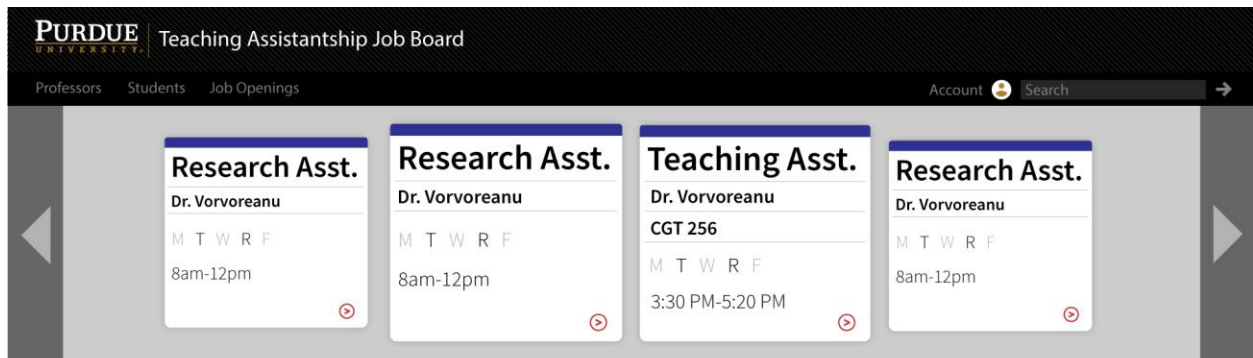 PURDUE
UNIVERSITY.
Teaching Assistantship Job Board
Professors Students Job Openings
Account Search
Research Asst.
Dr. Vorvoreanu
M T W R F
8am-12pm
Research Asst.
Dr. Vorvoreanu
M T W R F
8am-12pm
Teaching Asst.
Dr. Vorvoreanu
CGT 256
M T W R F
3:30 PM-5:20 PM
Research Asst.
Dr. Vorvoreanu
M T W R F
8am-12pm